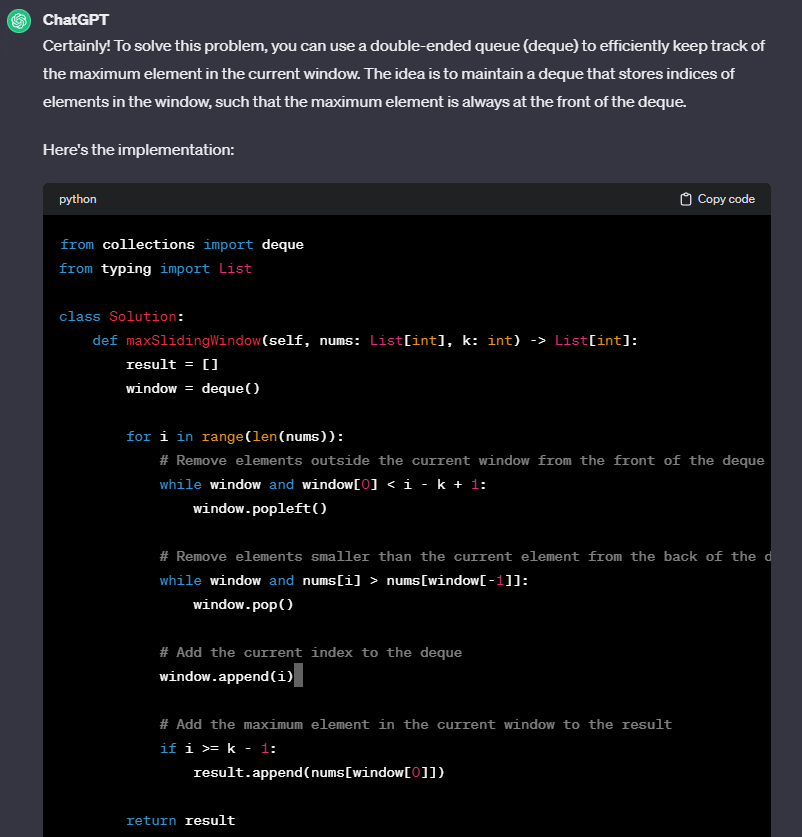 ChatGPT
Certainly! To solve this problem, you can use a double-ended queue (deque) to efficiently keep track of
the maximum element in the current window. The idea is to maintain a deque that stores indices of
elements in the window, such that the maximum element is always at the front of the deque.
Here's the implementation:
python
Copy code
from collections import deque
from typing import List
class Solution:
    def maxSlidingWindow(self, nums: List[int], k: int) -> List[int]:
        result = []
        window = deque()
        for i in range(len(nums)):
            # Remove elements outside the current window from the front of the deque
            while window and window[0] < i - k + 1:
                window.popleft()
            # Remove elements smaller than the current element from the back of the
            while window and nums[i] > nums[window[-1]]:
                window.pop()
            # Add the current index to the deque
            window.append(i)
            # Add the maximum element in the current window to the result
            if i >= k - 1:
                result.append(nums[window[0]])
        return result